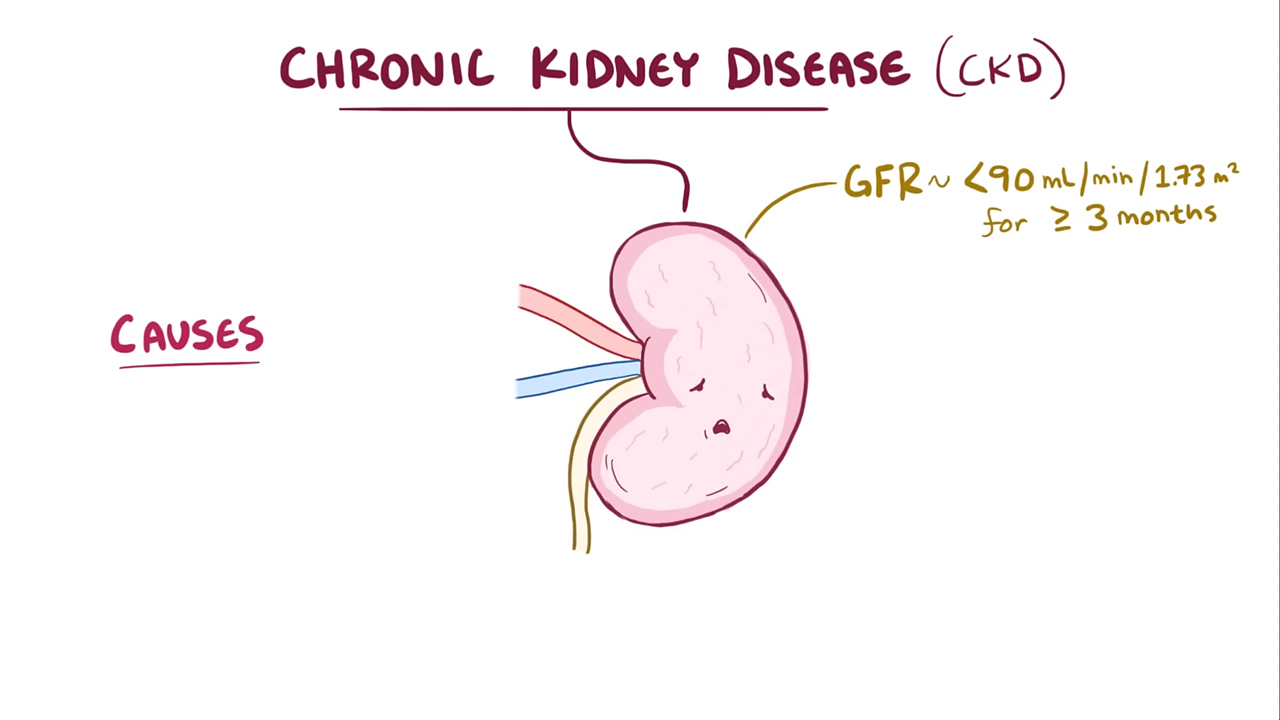 CHRONIC KIDNEY DISEASE (CKD)
GFR ~ <90 mL/min/1.73 m²
for ≥ 3 months
CAUSES